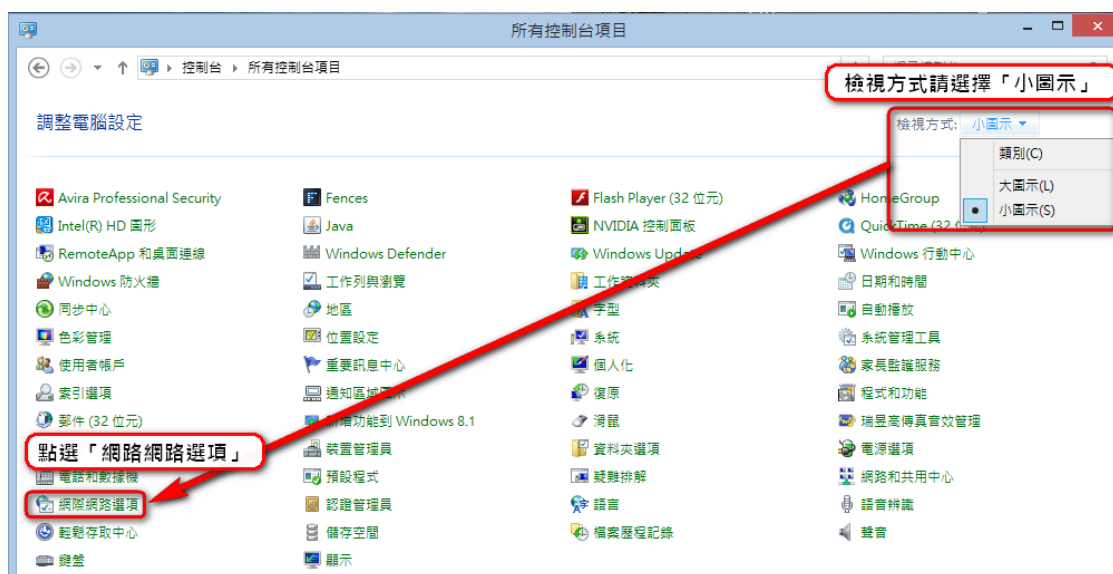 所有控制台項目
控制台 所有控制台項目
檢視方式請選擇「小圖示」
調整電腦設定
檢視方式: 小圖示
類別(C)
大圖示(L)
小圖示(S)
Avira Professional Security Fences Flash Player (32 位元) HomeGroup
Intel(R) HD 圖形 Java NVIDIA 控制面板 QuickTime (32
RemoteApp 和桌面連線 Windows Defender Windows Update Windows 行動中心
Windows 防火牆 工作列與瀏覽 工作資料夾 日期和時間
同步中心 地區 字型 自動播放
色彩管理 位置設定 系統 系統管理工具
使用者帳戶 重要訊息中心 個人化 家長監護服務
索引選項 通知區域圖示 復原 程式和功能
郵件 (32 位元) 新增功能到 Windows 8.1 滑鼠 瑞昱高傳真音效管理
點選「網路網路選項」 裝置管理員 資料夾選項 電源選項
電話和數據機 預設程式 疑難排解 網路和共用中心
網際網路選項 認證管理員 語言 語音辨識
輕鬆存取中心 儲存空間 檔案歷程記錄 聲音
鍵盤 顯示